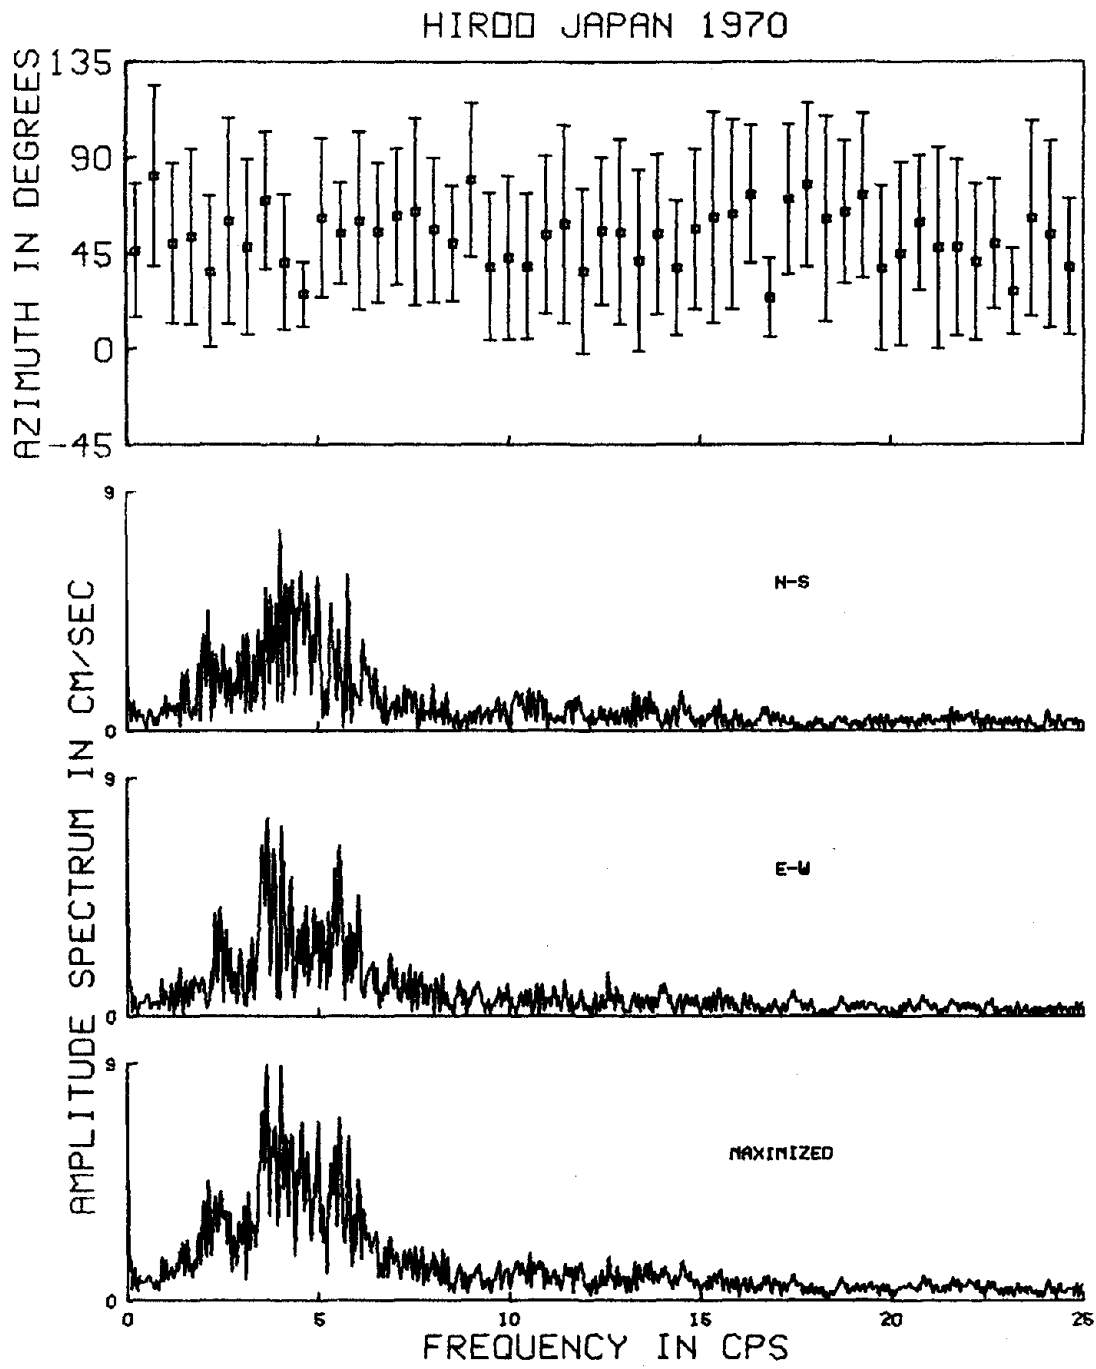 HIROO JAPAN 1970
AZIMUTH IN DEGREES
135
90
45
0
-45
AMPLITUDE SPECTRUM IN CM/SEC
9
N-S
0
9
E-W
0
9
MAXIMIZED
0
0 5 10 15 20 25
FREQUENCY IN CPS